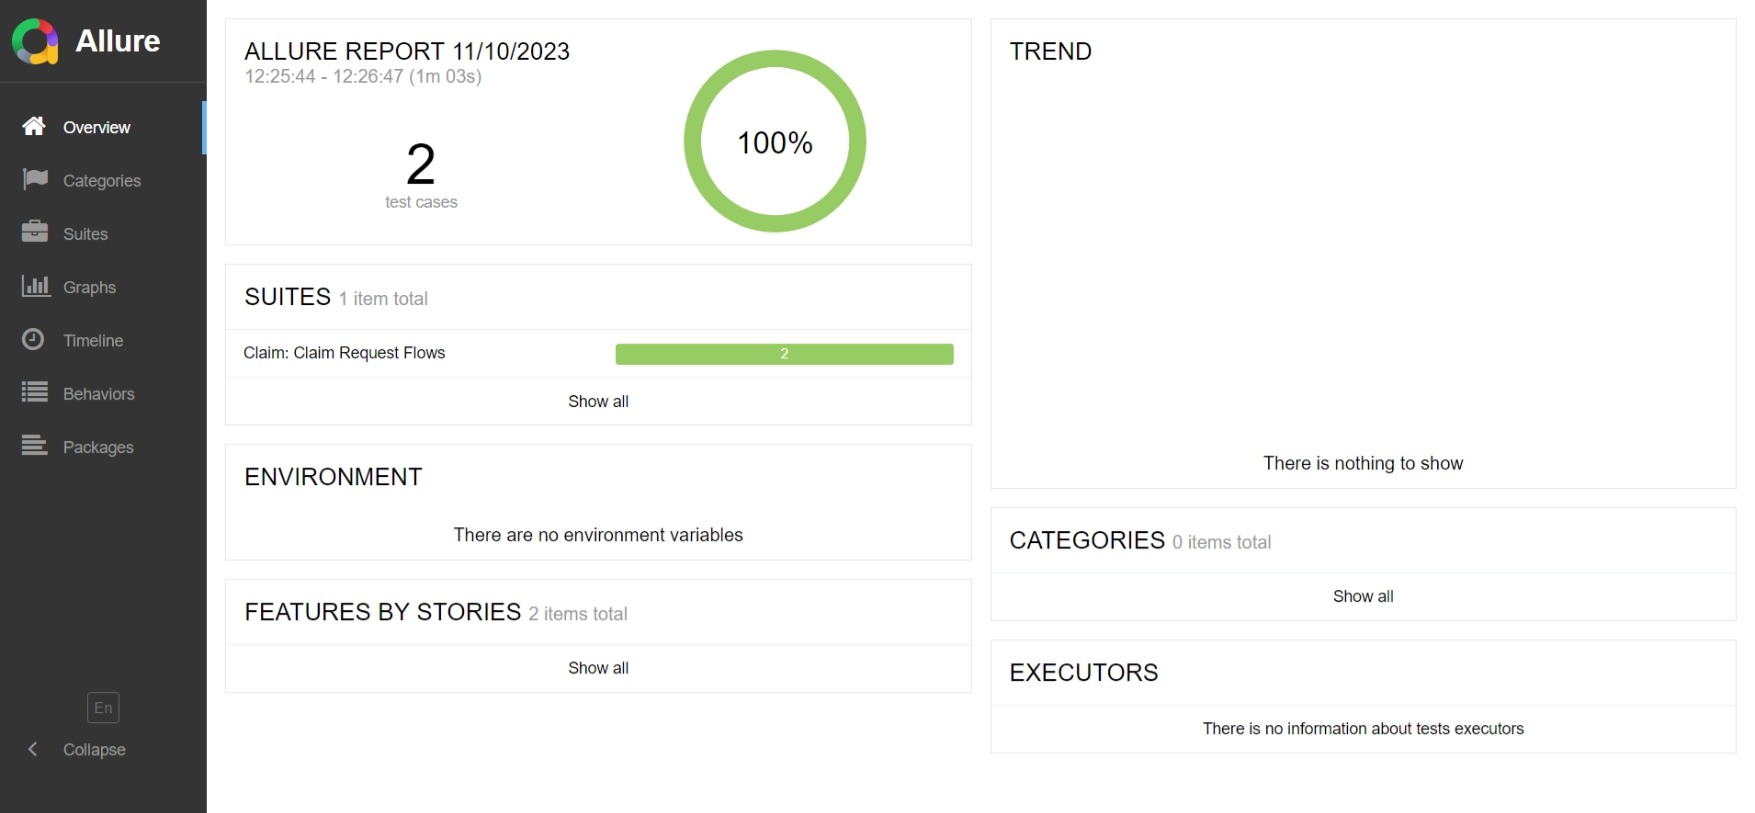 Allure
Overview
Categories
Suites
Graphs
Timeline
Behaviors
Packages
En
Collapse
ALLURE REPORT 11/10/2023
12:25:44 - 12:26:47 (1m 03s)
2
test cases
100%
SUITES 1 item total
Claim: Claim Request Flows 2
Show all
ENVIRONMENT
There are no environment variables
FEATURES BY STORIES 2 items total
Show all
TREND
There is nothing to show
CATEGORIES 0 items total
Show all
EXECUTORS
There is no information about tests executors